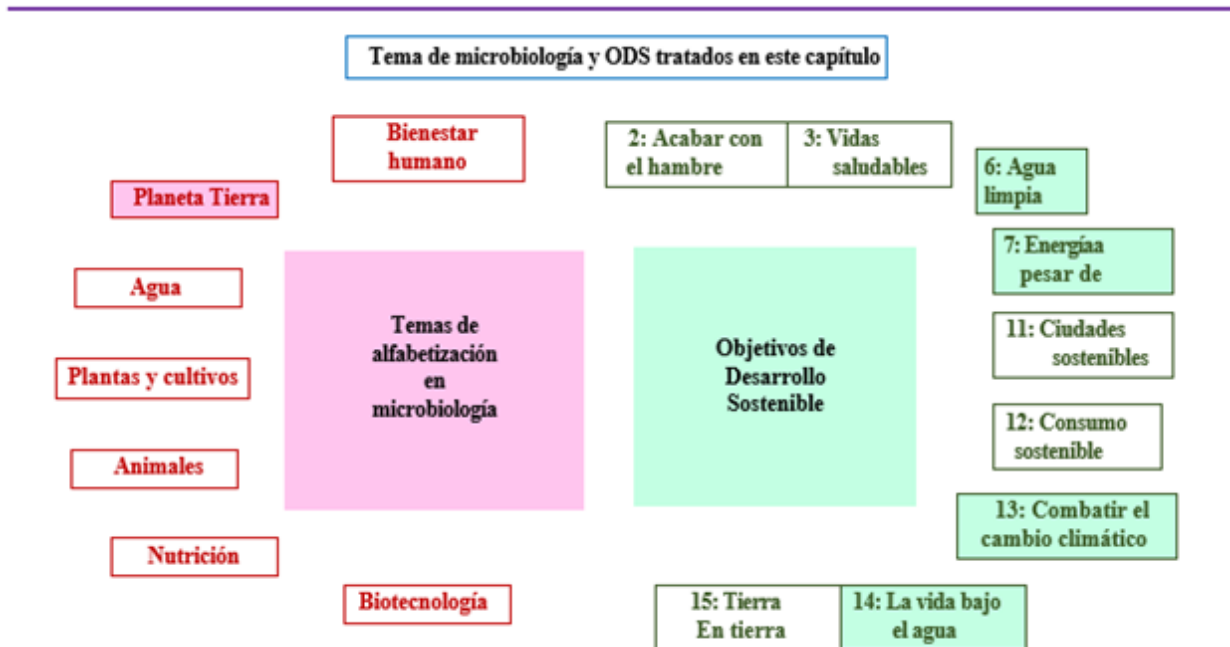 Tema de microbiología y ODS tratados en este capítulo
Bienestar
humano
2: Acabar con
el hambre
3: Vidas
saludables
6: Agua
limpia
Planeta Tierra
7: Energíaa
pesar de
Agua
11: Ciudades
sostenibles
Temas de
alfabetización
en
microbiología
Objetivos de
Desarrollo
Sostenible
Plantas y cultivos
12: Consumo
sostenible
Animales
13: Combatir el
cambio climático
Nutrición
Biotecnología
15: Tierra
En tierra
14: La vida bajo
el agua